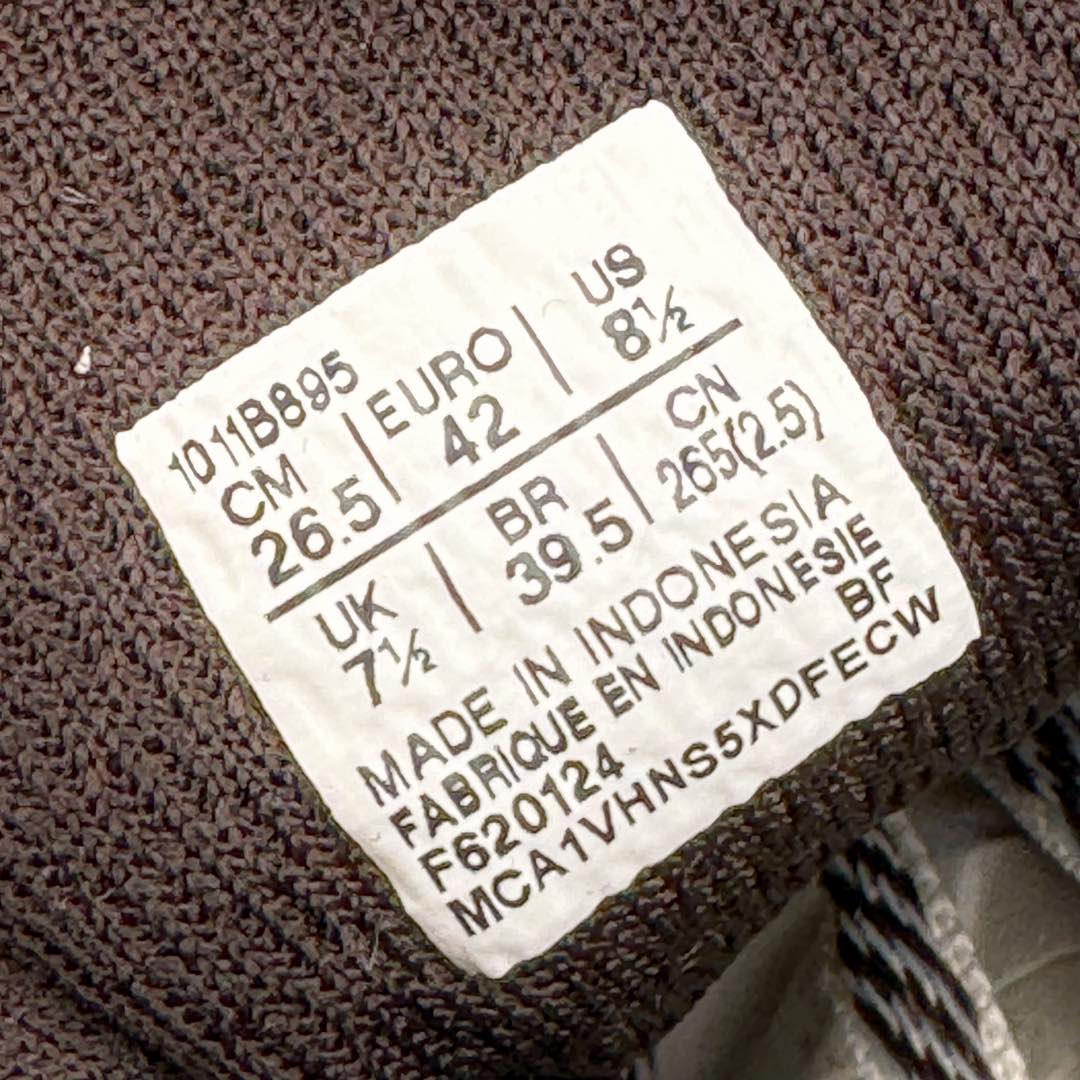 1011B895
CM | EURO | US
26.5 | 42 | 8½
UK | BR | CN
7½ | 39.5 | 265(2.5)
MADE IN INDONESIA
FABRIQUE EN INDONESIE
F620124 BF
MCA1VHNS5XDFECW